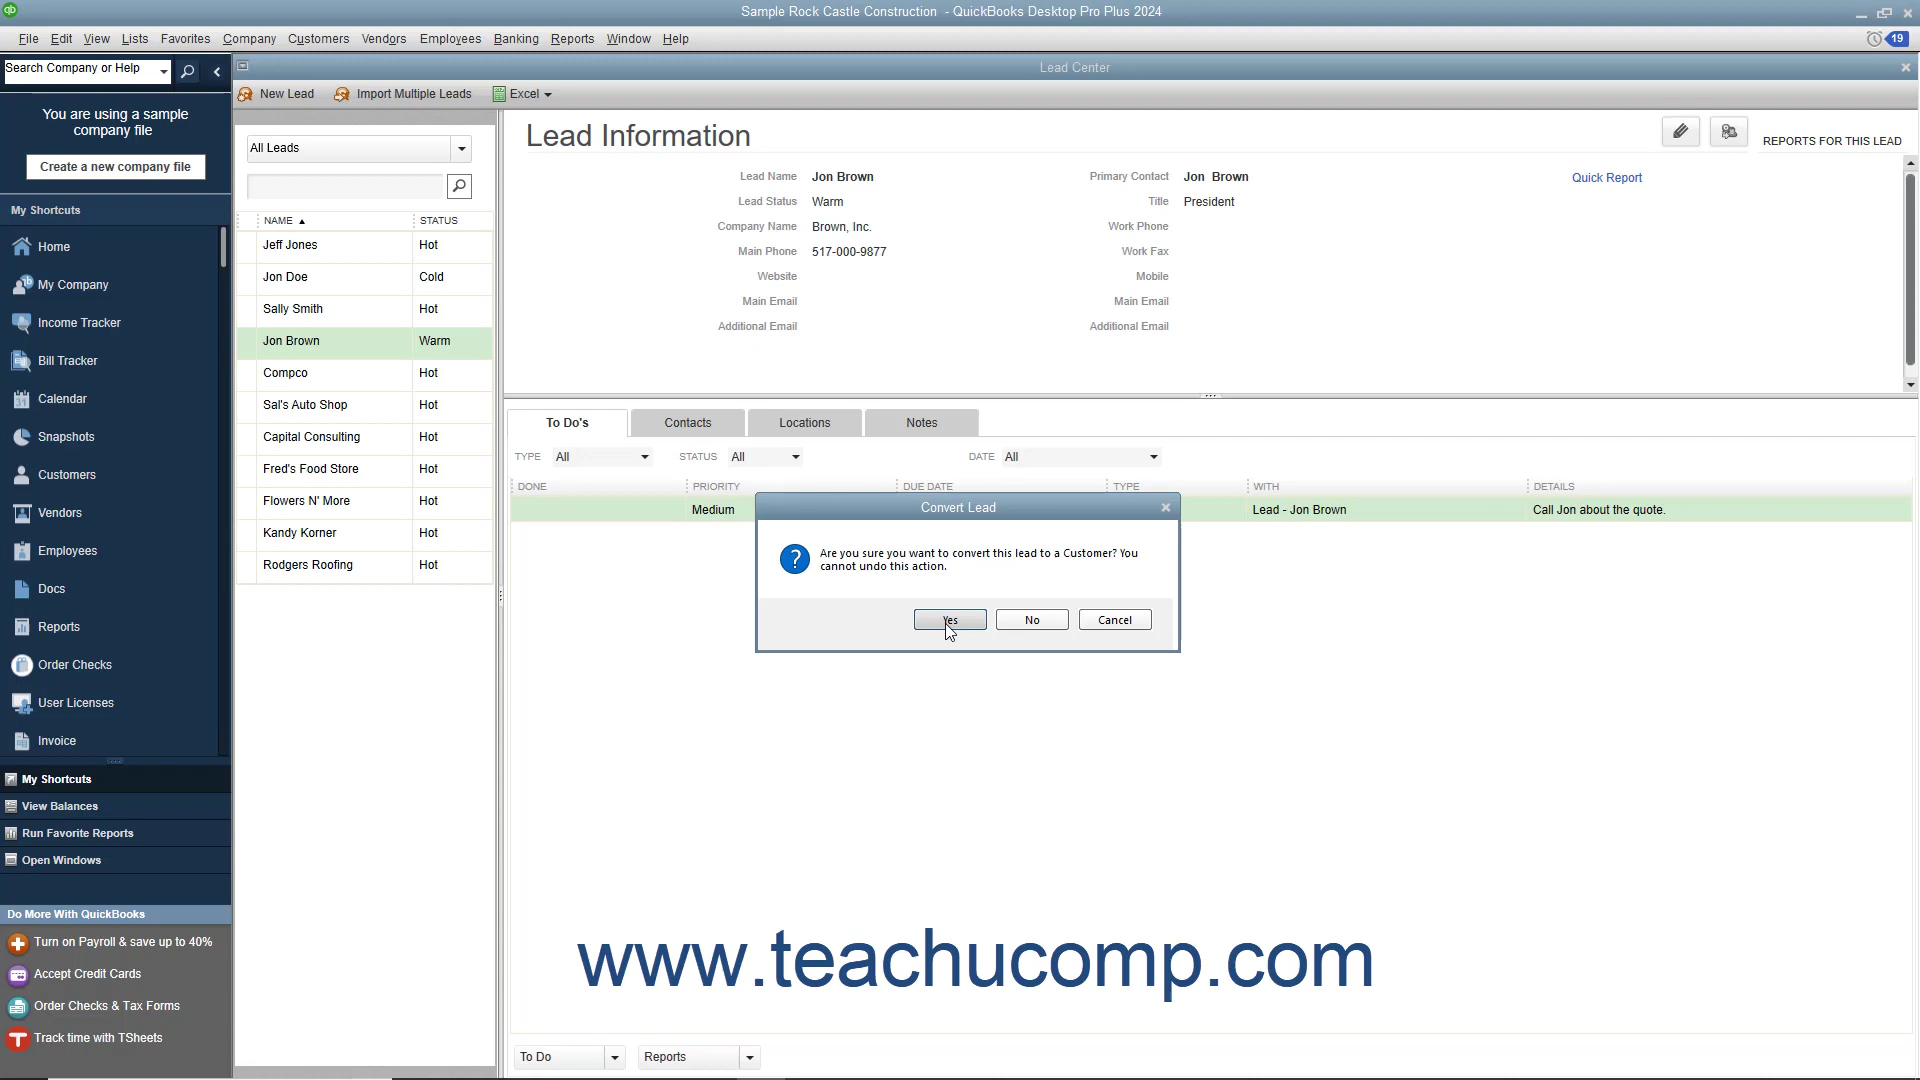 qb
Sample Rock Castle Construction - QuickBooks Desktop Pro Plus 2024
File Edit View Lists Favorites Company Customers Vendors Employees Banking Reports Window Help
19
Search Company or Help
Lead Center
New Lead
Import Multiple Leads
Excel
You are using a sample
company file
Create a new company file
My Shortcuts
Home
My Company
Income Tracker
Bill Tracker
Calendar
Snapshots
Customers
Vendors
Employees
Docs
Reports
Order Checks
User Licenses
Invoice
My Shortcuts
View Balances
Run Favorite Reports
Open Windows
Do More With QuickBooks
Turn on Payroll & save up to 40%
Accept Credit Cards
Order Checks & Tax Forms
Track time with TSheets
All Leads
NAME STATUS
Jeff Jones Hot
Jon Doe Cold
Sally Smith Hot
Jon Brown Warm
Compco Hot
Sal's Auto Shop Hot
Capital Consulting Hot
Fred's Food Store Hot
Flowers N' More Hot
Kandy Korner Hot
Rodgers Roofing Hot
Lead Information
REPORTS FOR THIS LEAD
Lead Name Jon Brown Primary Contact Jon Brown Quick Report
Lead Status Warm Title President
Company Name Brown, Inc. Work Phone
Main Phone 517-000-9877 Work Fax
Website Mobile
Main Email Main Email
Additional Email Additional Email
To Do's Contacts Locations Notes
TYPE All STATUS All DATE All
DONE PRIORITY DUE DATE TYPE WITH DETAILS
Medium Lead - Jon Brown Call Jon about the quote.
Convert Lead
Are you sure you want to convert this lead to a Customer? You
cannot undo this action.
Yes No Cancel
www.teachucomp.com
To Do Reports